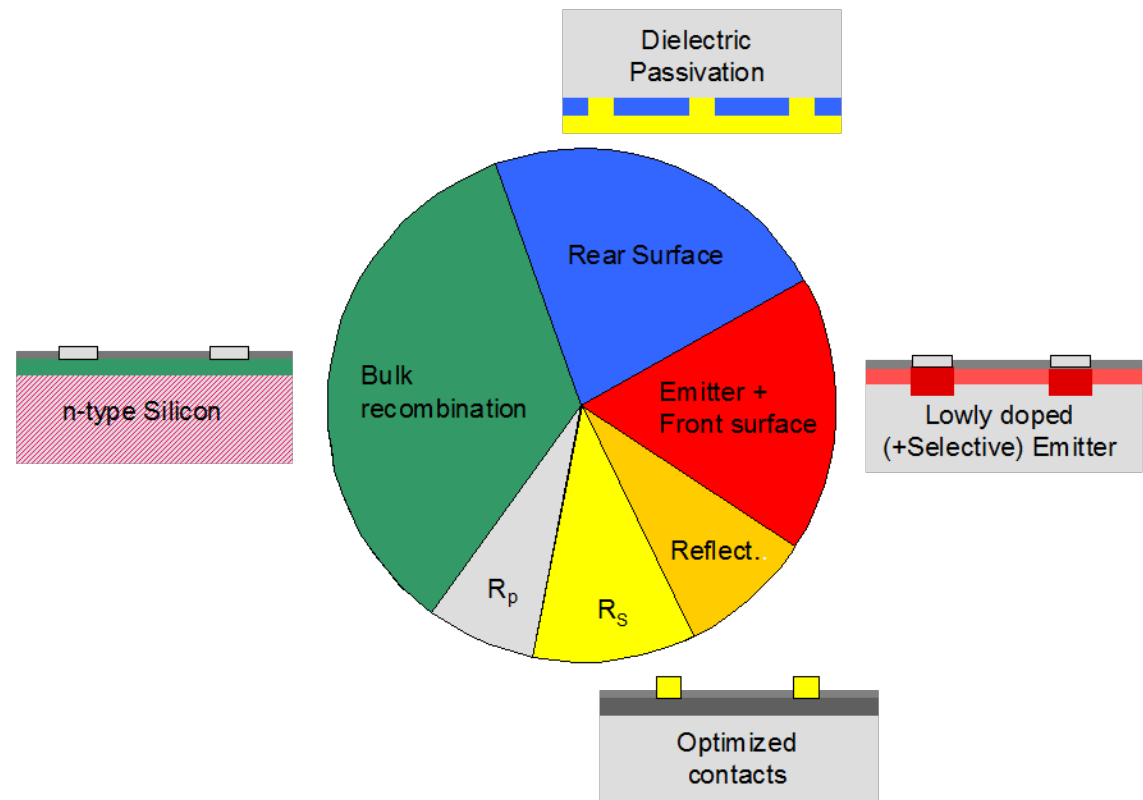 Dielectric
Passivation
Rear Surface
Bulk
recombination
Emitter +
Front surface
n-type Silicon
Lowly doped
(+Selective) Emitter
Reflect..
Rp
RS
Optimized
contacts